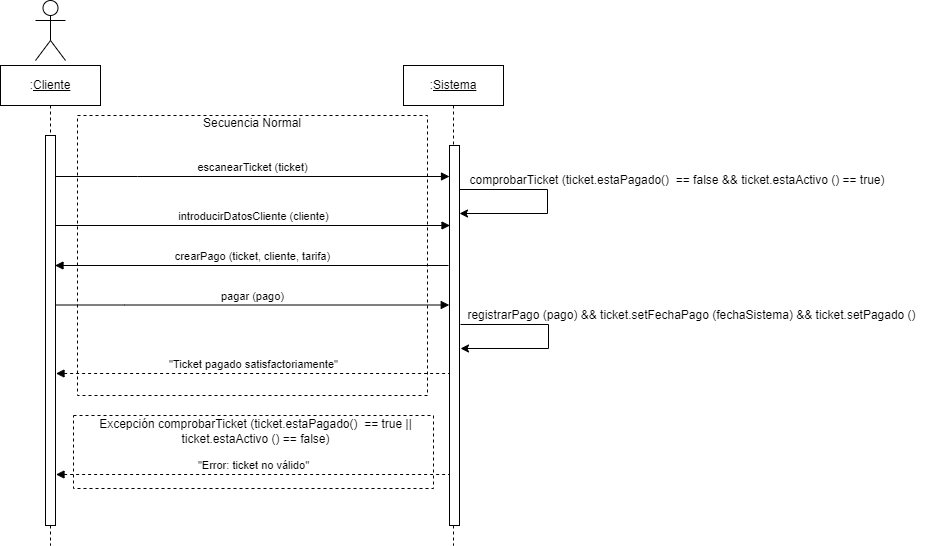 :Cliente
:Sistema
Secuencia Normal
escanearTicket (ticket)
comprobarTicket (ticket.estaPagado()  == false && ticket.estaActivo () == true)
introducirDatosCliente (cliente)
crearPago (ticket, cliente, tarifa)
pagar (pago)
registrarPago (pago) && ticket.setFechaPago (fechaSistema) && ticket.setPagado ()
"Ticket pagado satisfactoriamente"
Excepción comprobarTicket (ticket.estaPagado()  == true ||
ticket.estaActivo () == false)
"Error: ticket no válido"